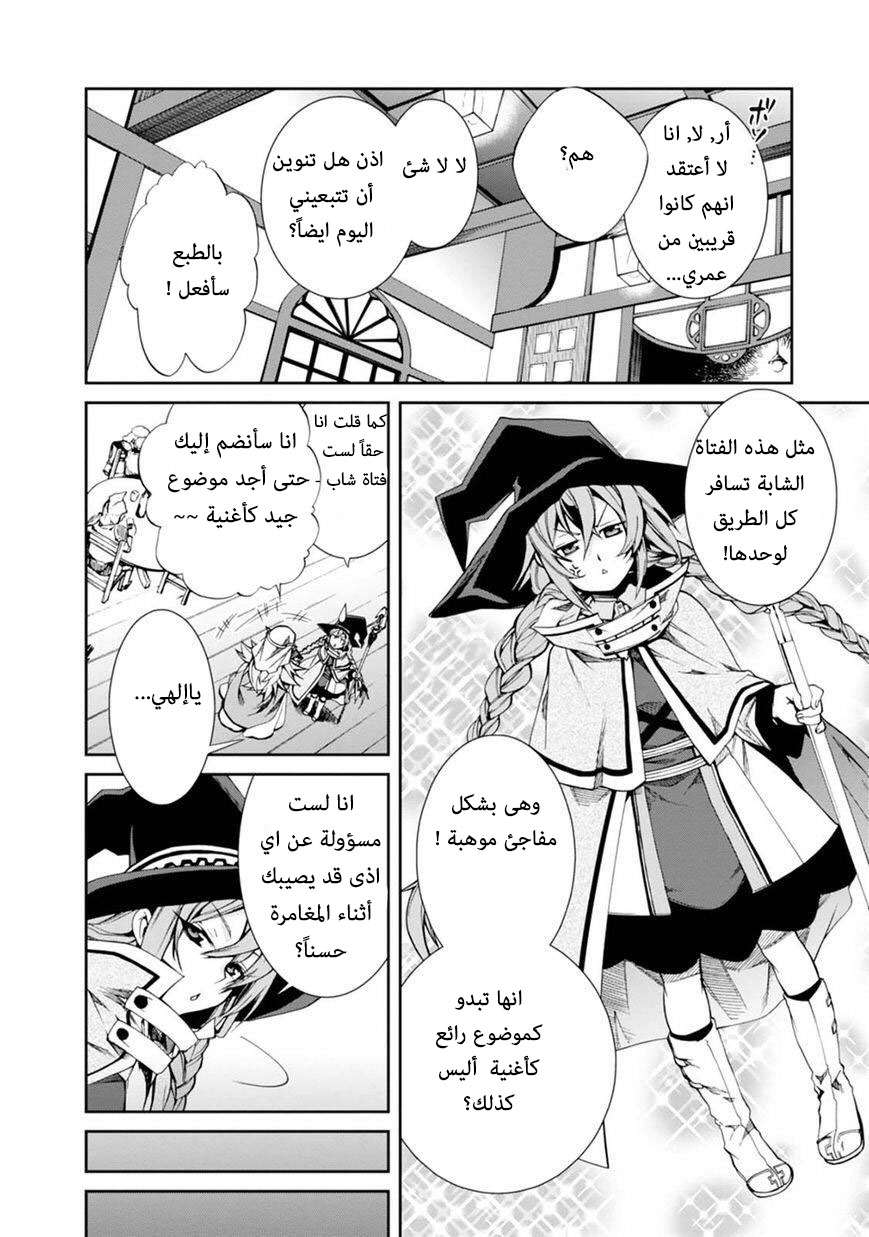 أر, لا, انا
لا أعتقد
انهم كانوا
قريبين من
عمري...
هم؟
لا لا شئ
اذن هل تنوين
أن تتبعيني
اليوم ايضاً؟
بالطبع
سأفعل !
ポッ
مثل هذه الفتاة
الشابة تسافر
كل الطريق
لوحدها!
وهى بشكل
مفاجئ موهبة !
انها تبدو
كموضوع رائع
كأغنية أليس
كذلك؟
كما قلت انا
حقاً لست
فتاة شاب -
انا سأنضم إليك
حتى أجد موضوع
جيد كأغنية ~~
ياإلهي...
انا لست
مسؤولة عن اي
اذى قد يصيبك
أثناء المغامرة
حسناً؟